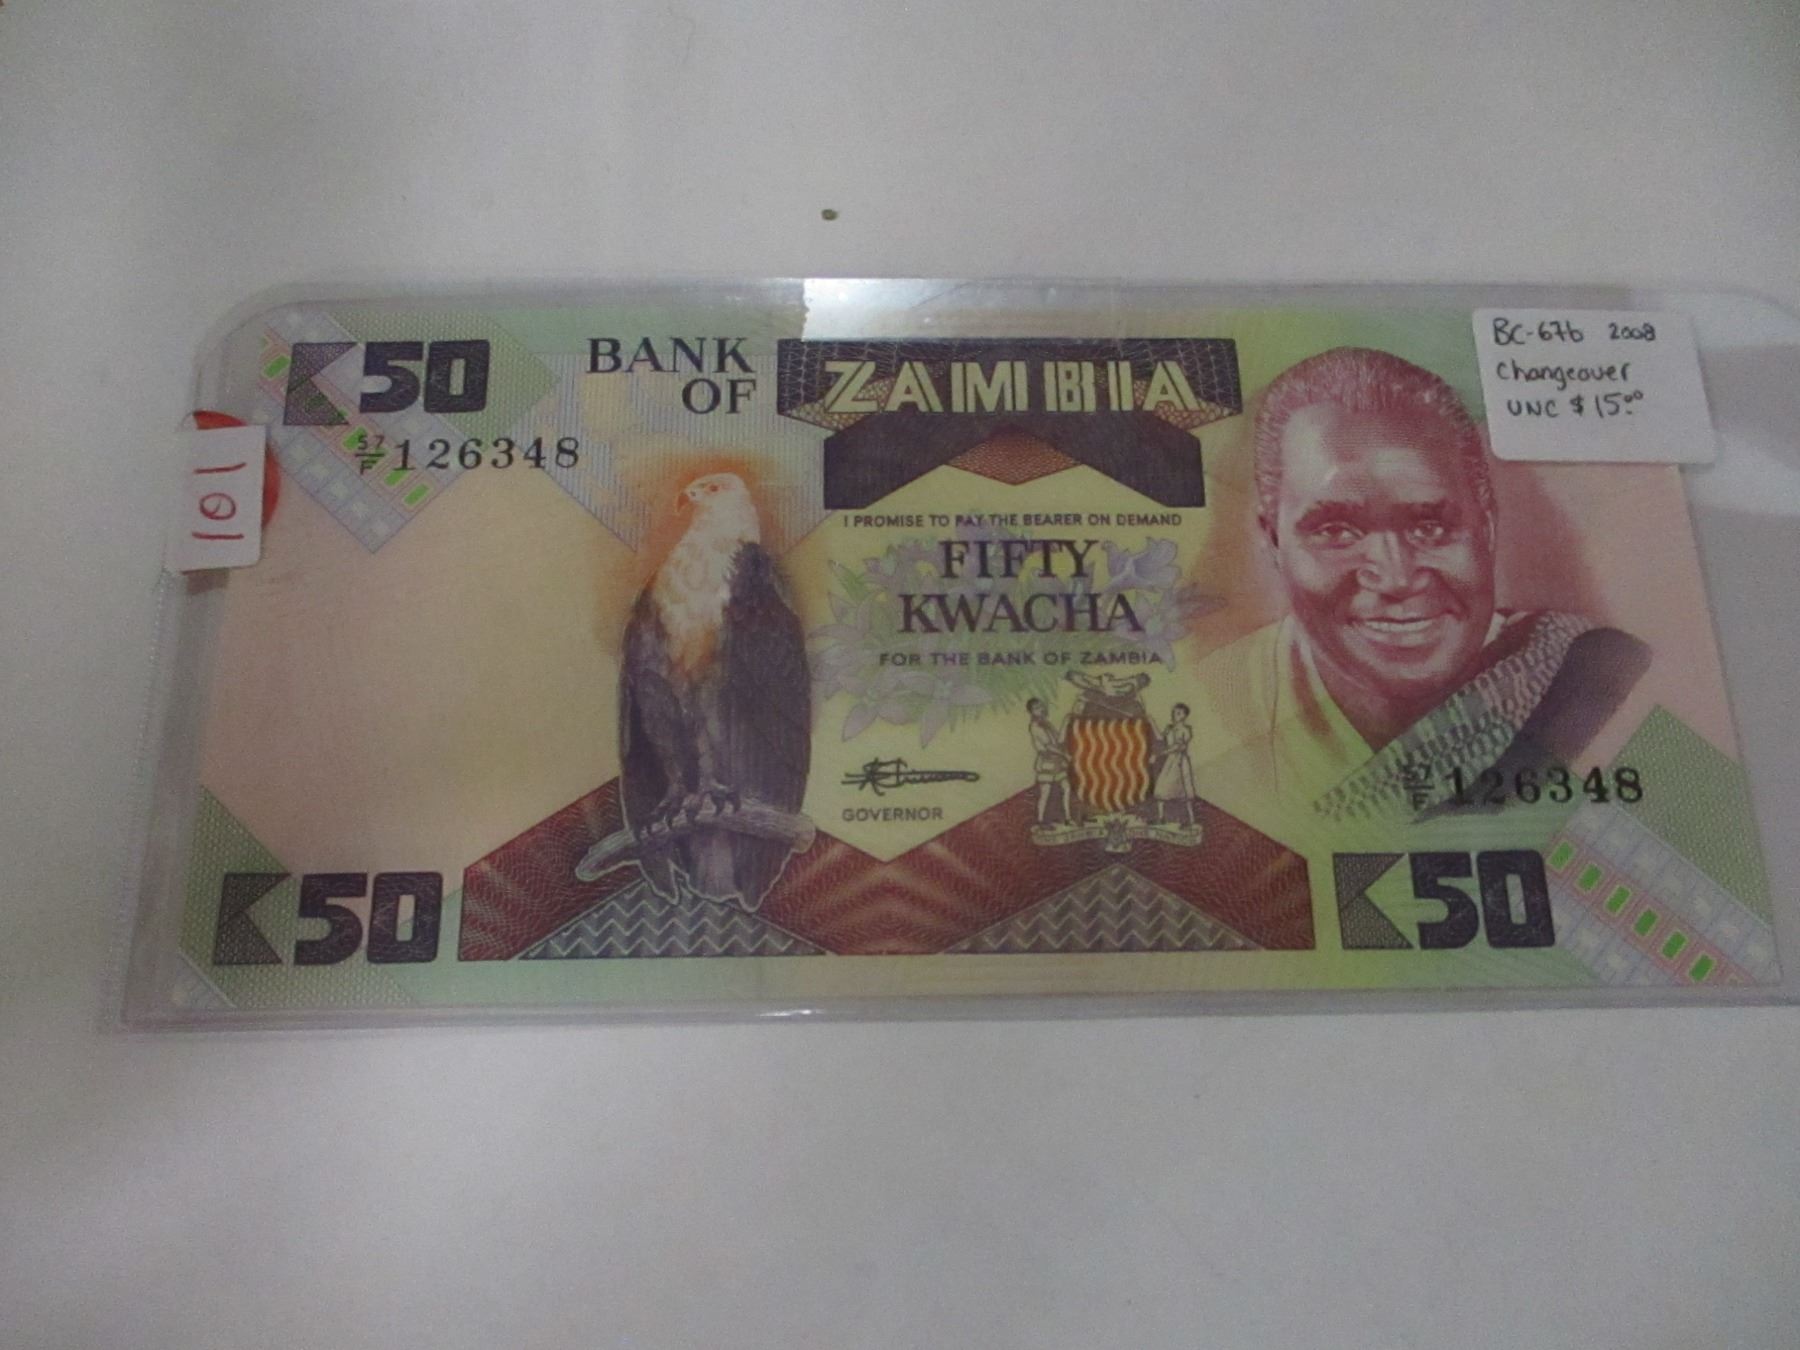 K50
BANK OF
ZAMBIA
57/F 126348
BC-67b 2008
Changeover
UNC $15.00
101
I PROMISE TO PAY THE BEARER ON DEMAND
FIFTY
KWACHA
FOR THE BANK OF ZAMBIA
GOVERNOR
57/F 126348
K50
K50